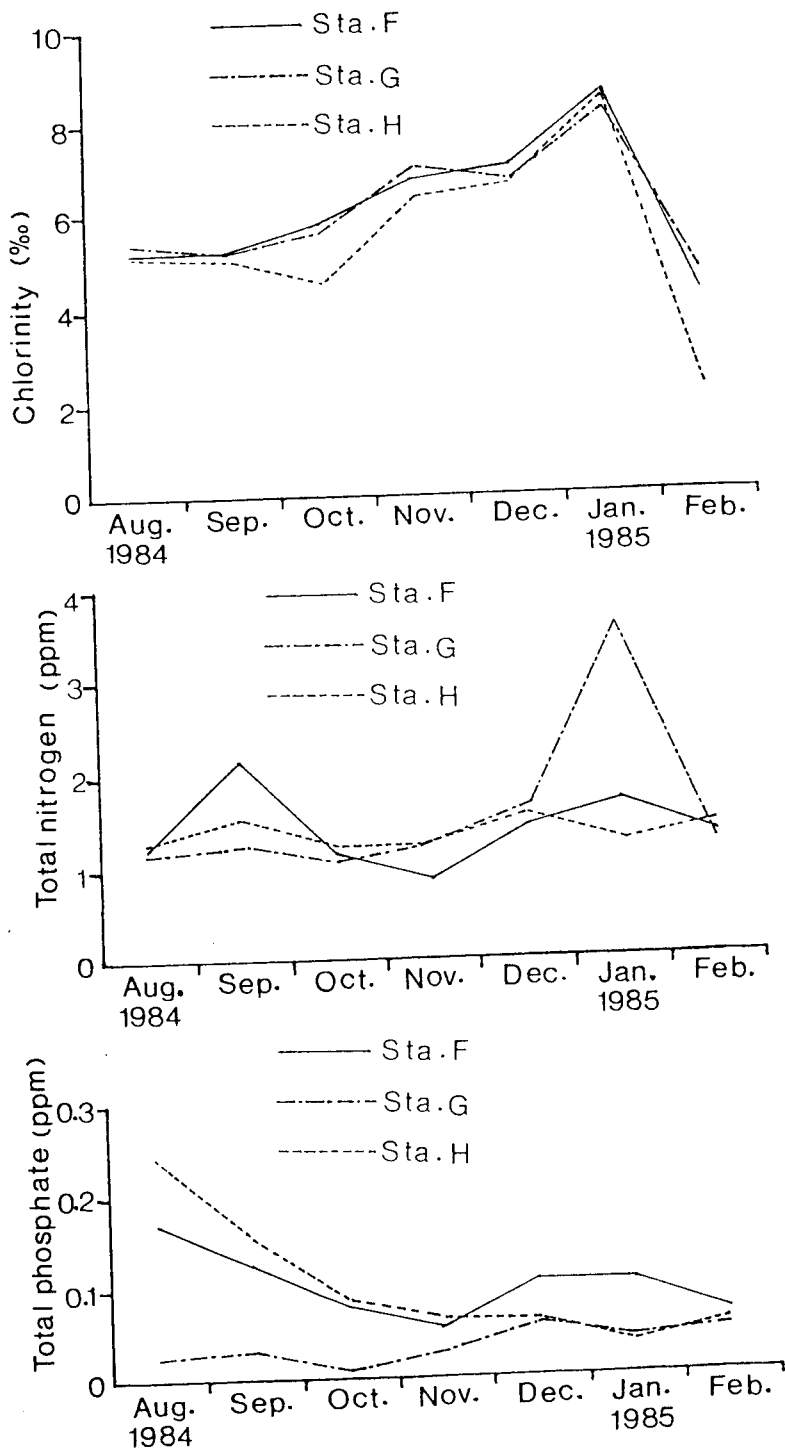 Sta.F
Sta.G
Sta.H
Chlorinity (‰)
10
8
6
4
2
0
Aug. Sep. Oct. Nov. Dec. Jan. Feb.
1984 1985
Sta.F
Sta.G
Sta.H
Total nitrogen (ppm)
4
3
2
1
0
Aug. Sep. Oct. Nov. Dec. Jan. Feb.
1984 1985
Sta.F
Sta.G
Sta.H
Total phosphate (ppm)
0.3
0.2
0.1
0
Aug. Sep. Oct. Nov. Dec. Jan. Feb.
1984 1985